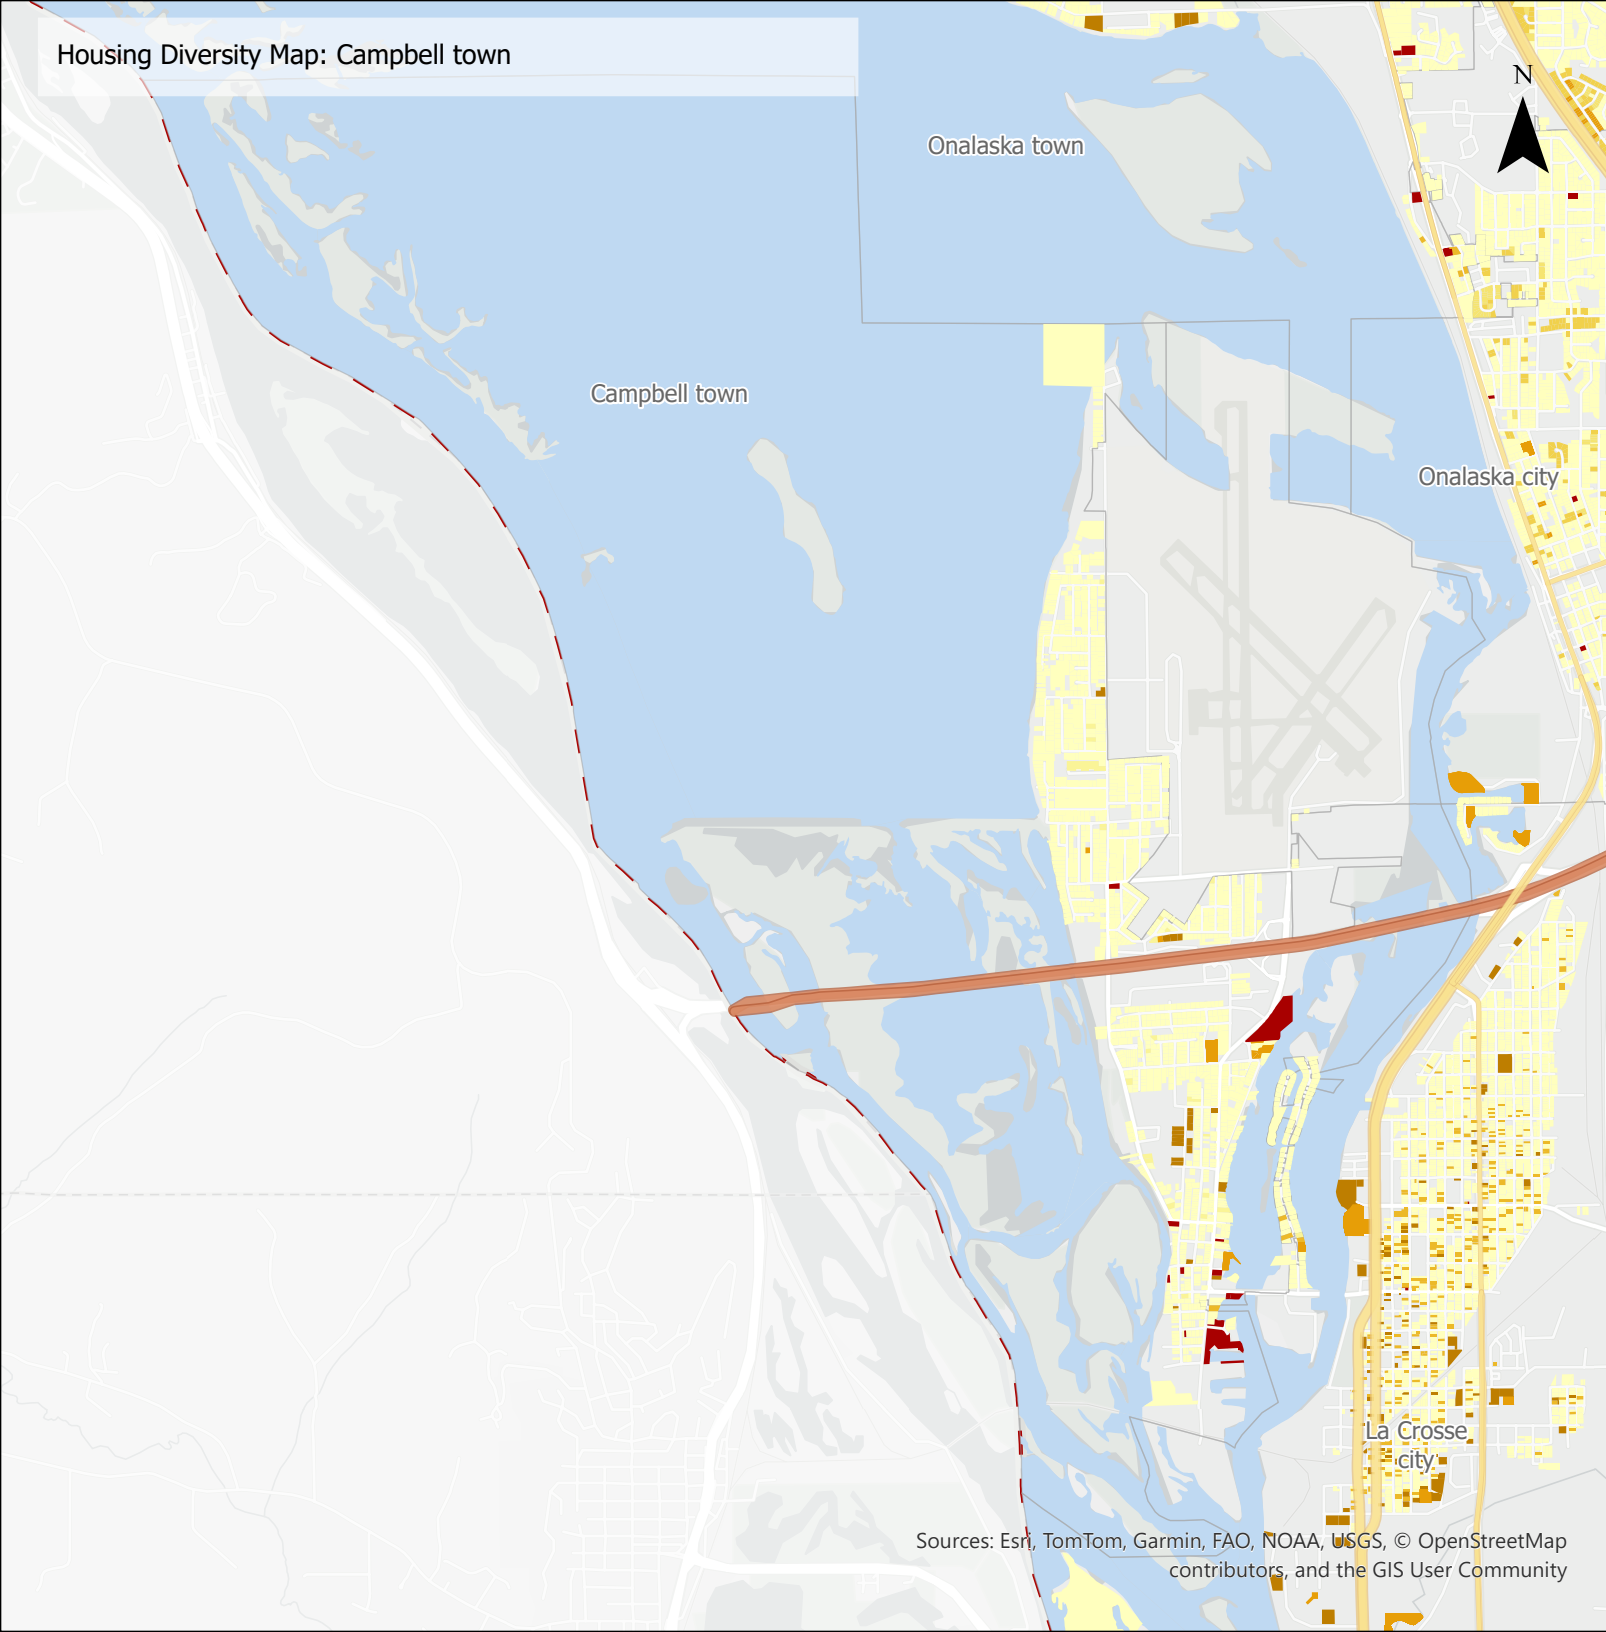 Housing Diversity Map: Campbell town
N
Onalaska town
Campbell town
Onalaska city
La Crosse
city
Sources: Esri, TomTom, Garmin, FAO, NOAA, USGS, © OpenStreetMap
contributors, and the GIS User Community